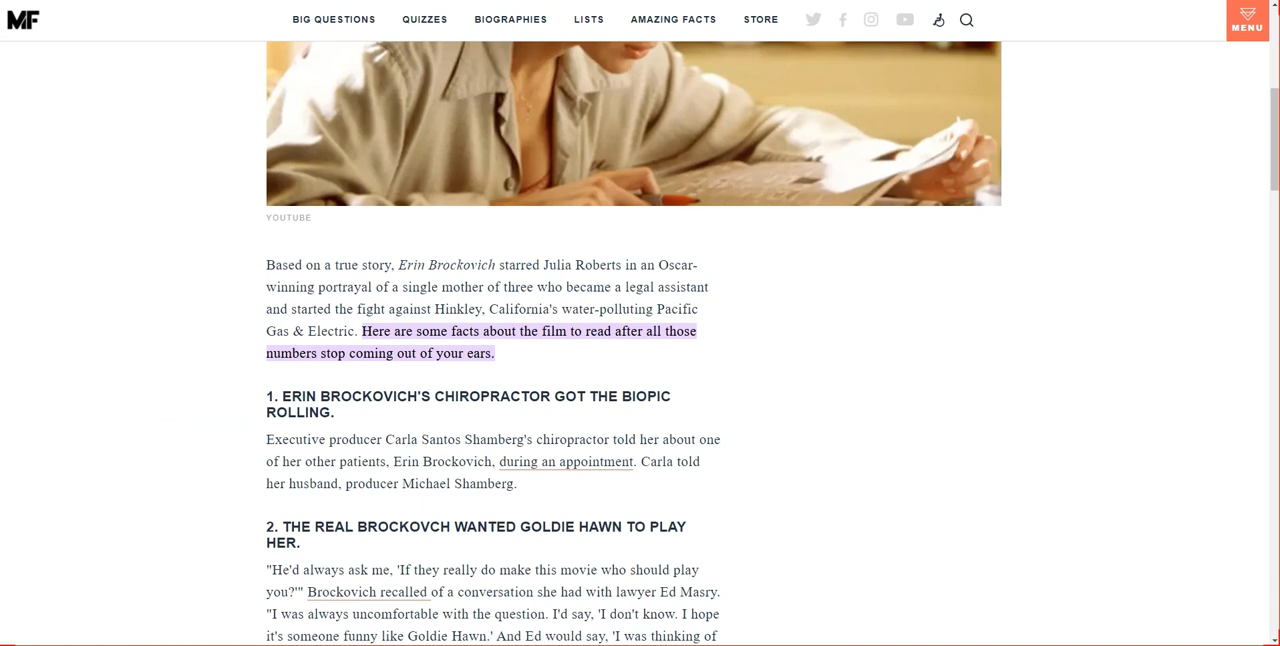 MF
BIG QUESTIONS QUIZZES BIOGRAPHIES LISTS AMAZING FACTS STORE
MENU
YOUTUBE
Based on a true story, Erin Brockovich starred Julia Roberts in an Oscar-
winning portrayal of a single mother of three who became a legal assistant
and started the fight against Hinkley, California's water-polluting Pacific
Gas & Electric. Here are some facts about the film to read after all those
numbers stop coming out of your ears.
1. ERIN BROCKOVICH'S CHIROPRACTOR GOT THE BIOPIC
ROLLING.
Executive producer Carla Santos Shamberg's chiropractor told her about one
of her other patients, Erin Brockovich, during an appointment. Carla told
her husband, producer Michael Shamberg.
2. THE REAL BROCKOVCH WANTED GOLDIE HAWN TO PLAY
HER.
"He'd always ask me, 'If they really do make this movie who should play
you?'" Brockovich recalled of a conversation she had with lawyer Ed Masry.
"I was always uncomfortable with the question. I'd say, 'I don't know. I hope
it's someone funny like Goldie Hawn.' And Ed would say, 'I was thinking of